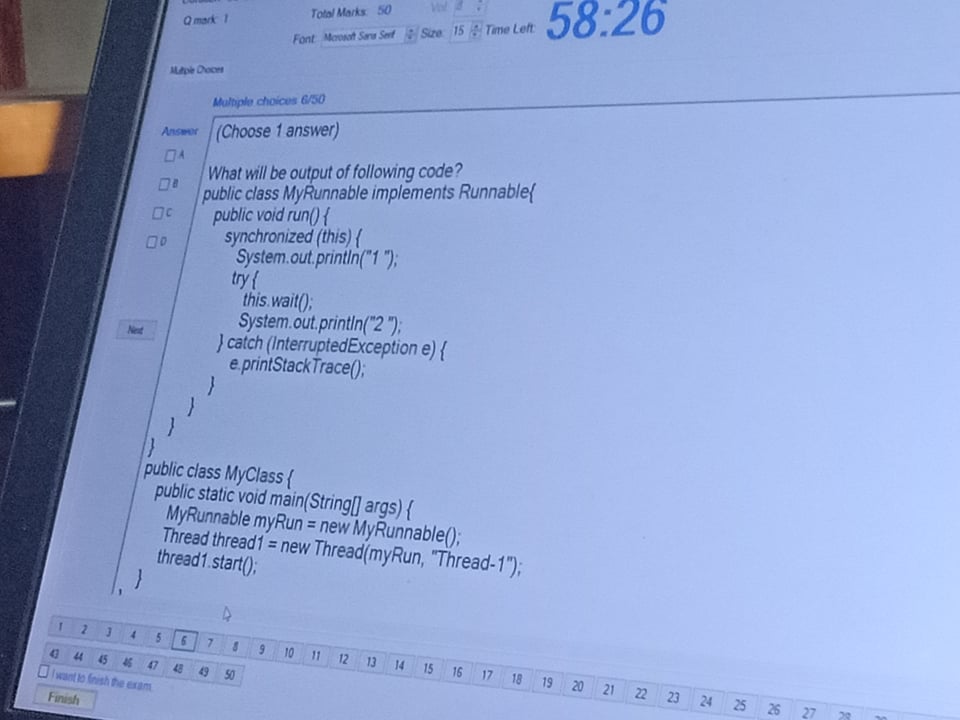 Q mark: 1
Total Marks: 50
Vol:
Font: Microsoft Sans Serif Size: 15 Time Left: 58:26
Multiple Choices
Multiple choices 6/50
Answer
A
B
C
D
Next
(Choose 1 answer)
What will be output of following code?
public class MyRunnable implements Runnable{
public void run() {
synchronized (this) {
System.out.println("1 ");
try {
this.wait();
System.out.println("2 ");
} catch (InterruptedException e) {
e.printStackTrace();
}
}
}
}
public class MyClass {
public static void main(String[] args) {
MyRunnable myRun = new MyRunnable();
Thread thread1 = new Thread(myRun, "Thread-1");
thread1.start();
}
1 2 3 4 5 6 7 8 9 10 11 12 13 14 15 16 17 18 19 20 21 22 23 24 25 26 27 28
43 44 45 46 47 48 49 50
I want to finish the exam.
Finish